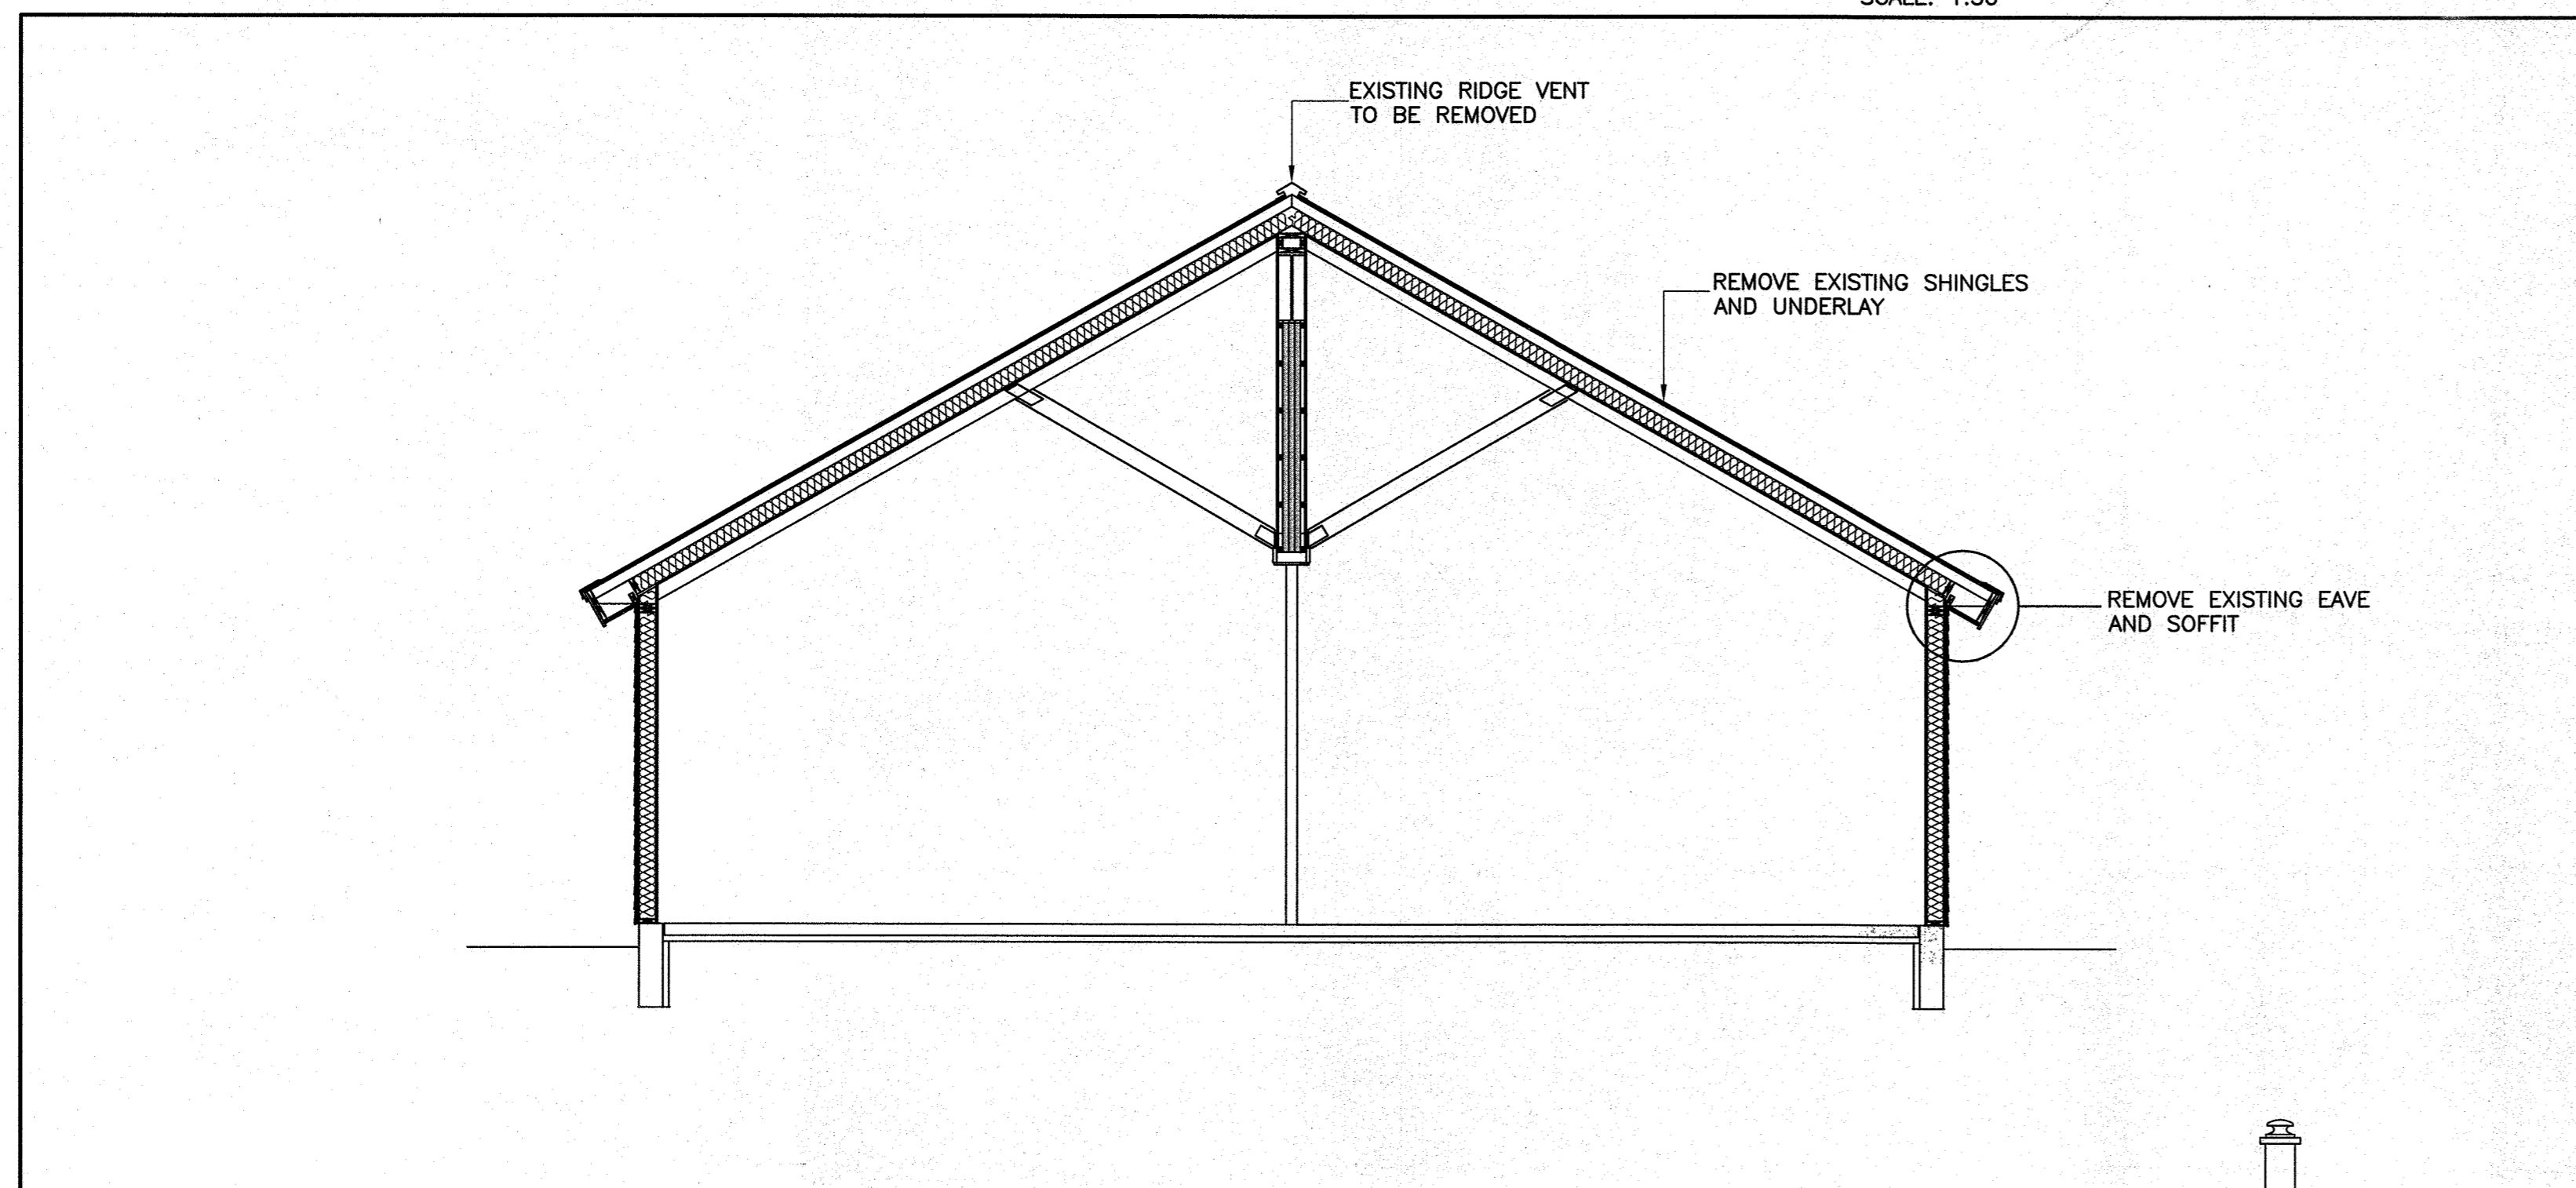 EXISTING RIDGE VENT
TO BE REMOVED
REMOVE EXISTING SHINGLES
AND UNDERLAY
REMOVE EXISTING EAVE
AND SOFFIT